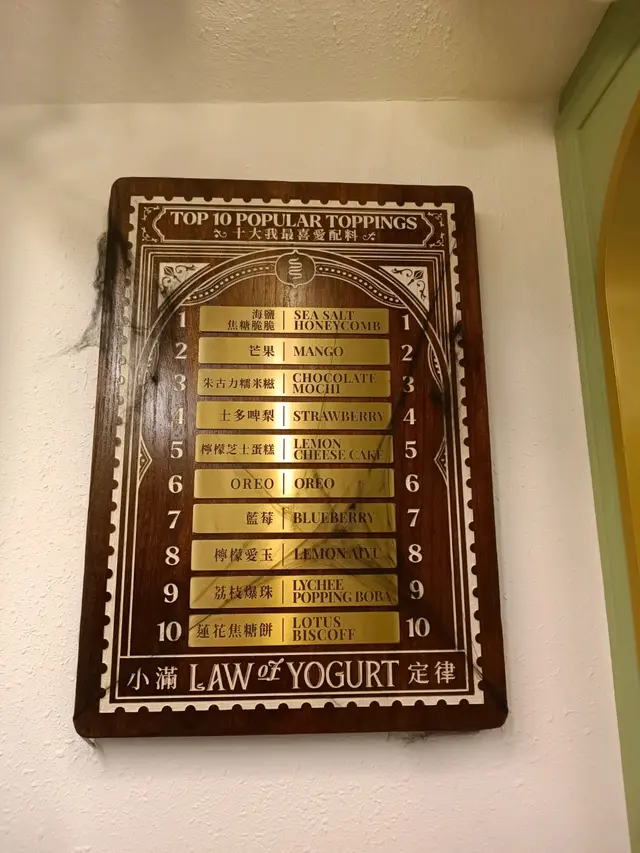 TOP 10 POPULAR TOPPINGS
十大我最喜愛配料
1 海鹽 焦糖脆脆 | SEA SALT HONEYCOMB 1
2 芒果 | MANGO 2
3 朱古力糯米糍 | CHOCOLATE MOCHI 3
4 士多啤梨 | STRAWBERRY 4
5 檸檬芝士蛋糕 | LEMON CHEESE CAKE 5
6 OREO | OREO 6
7 藍莓 | BLUEBERRY 7
8 檸檬愛玉 | LEMON AIYU 8
9 荔枝爆珠 | LYCHEE POPPING BOBA 9
10 蓮花焦糖餅 | LOTUS BISCOFF 10
小滿 LAW of YOGURT 定律